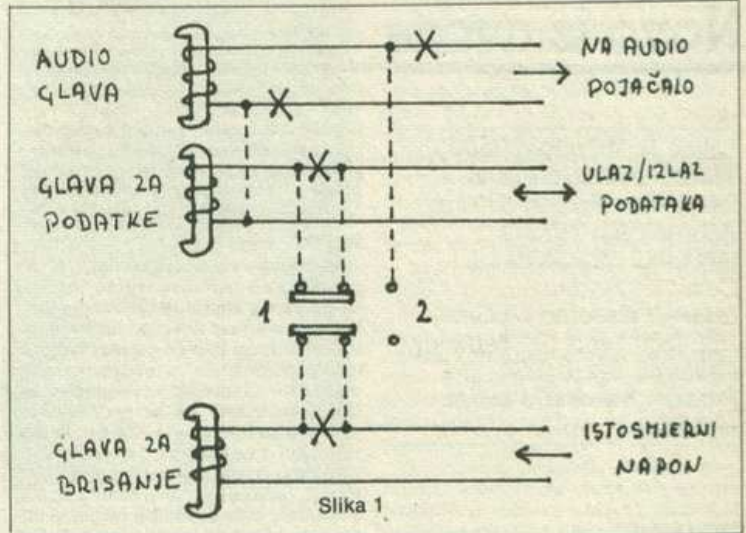 AUDIO
GLAVA
NA AUDIO
POJAČALO
GLAVA ZA
PODATKE
ULAZ/IZLAZ
PODATAKA
1
2
GLAVA ZA
BRISANJE
ISTOSMJERNI
NAPON
Slika 1